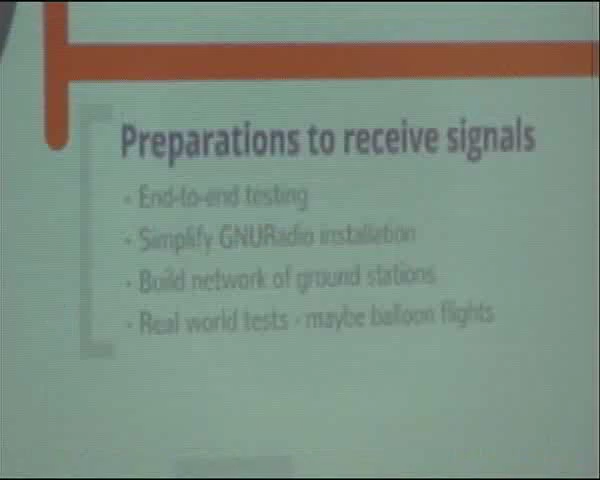 Preparations to receive signals
- End-to-end testing
- Simplify GNURadio installation
- Build network of ground stations
- Real world tests - maybe balloon flights